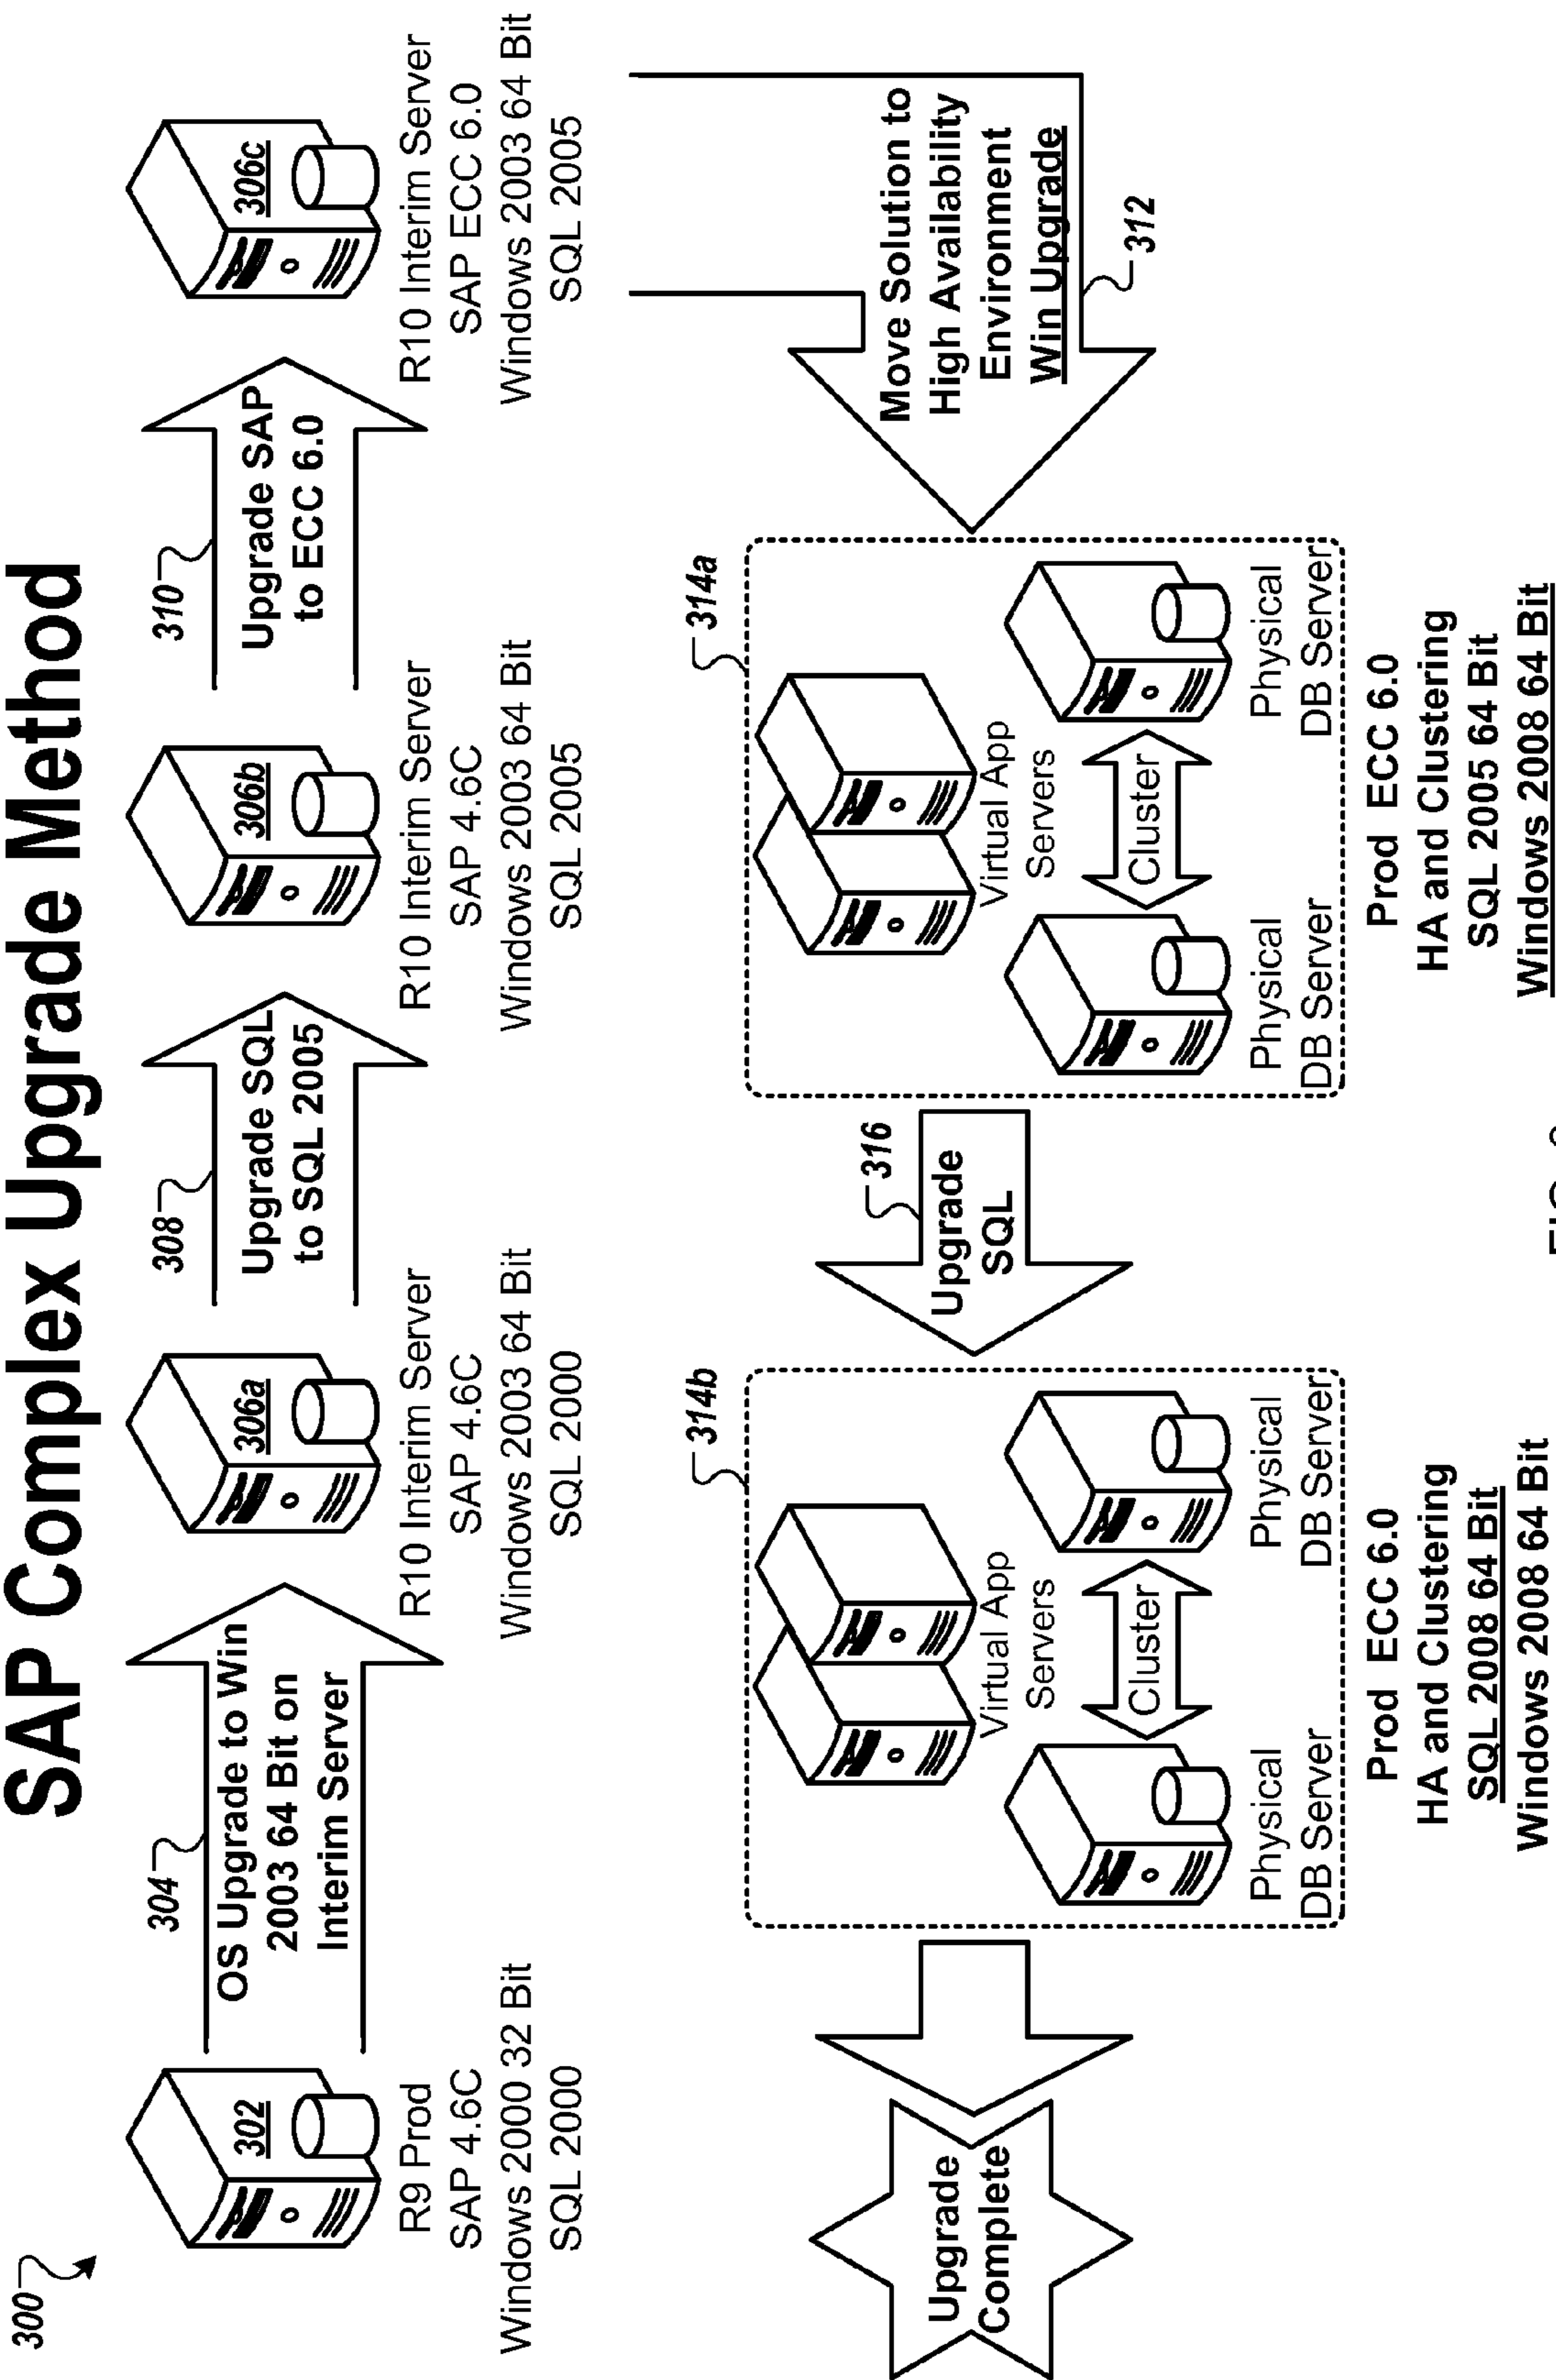 SAP Complex Upgrade Method
300
302
R9 Prod
SAP 4.6C
Windows 2000 32 Bit
SQL 2000
304
OS Upgrade to Win
2003 64 Bit on
Interim Server
306a
R10 Interim Server
SAP 4.6C
Windows 2003 64 Bit
SQL 2000
308
Upgrade SQL
to SQL 2005
306b
R10 Interim Server
SAP 4.6C
Windows 2003 64 Bit
SQL 2005
310
Upgrade SAP
to ECC 6.0
306c
R10 Interim Server
SAP ECC 6.0
Windows 2003 64 Bit
SQL 2005
Move Solution to
High Availability
Environment
Win Upgrade
312
314a
Virtual App
Servers
Cluster
Physical
DB Server
Physical
DB Server
Prod ECC 6.0
HA and Clustering
SQL 2005 64 Bit
Windows 2008 64 Bit
316
Upgrade
SQL
314b
Virtual App
Servers
Cluster
Physical
DB Server
Physical
DB Server
Prod ECC 6.0
HA and Clustering
SQL 2008 64 Bit
Windows 2008 64 Bit
Upgrade
Complete